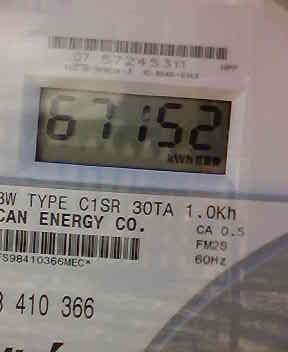 07 57245311
67152
kWh
3W TYPE C1SR 30TA 1.0Kh
CAN ENERGY CO.
CA 0.5
FM2S
60Hz
FS98410366MEC*
3 410 366